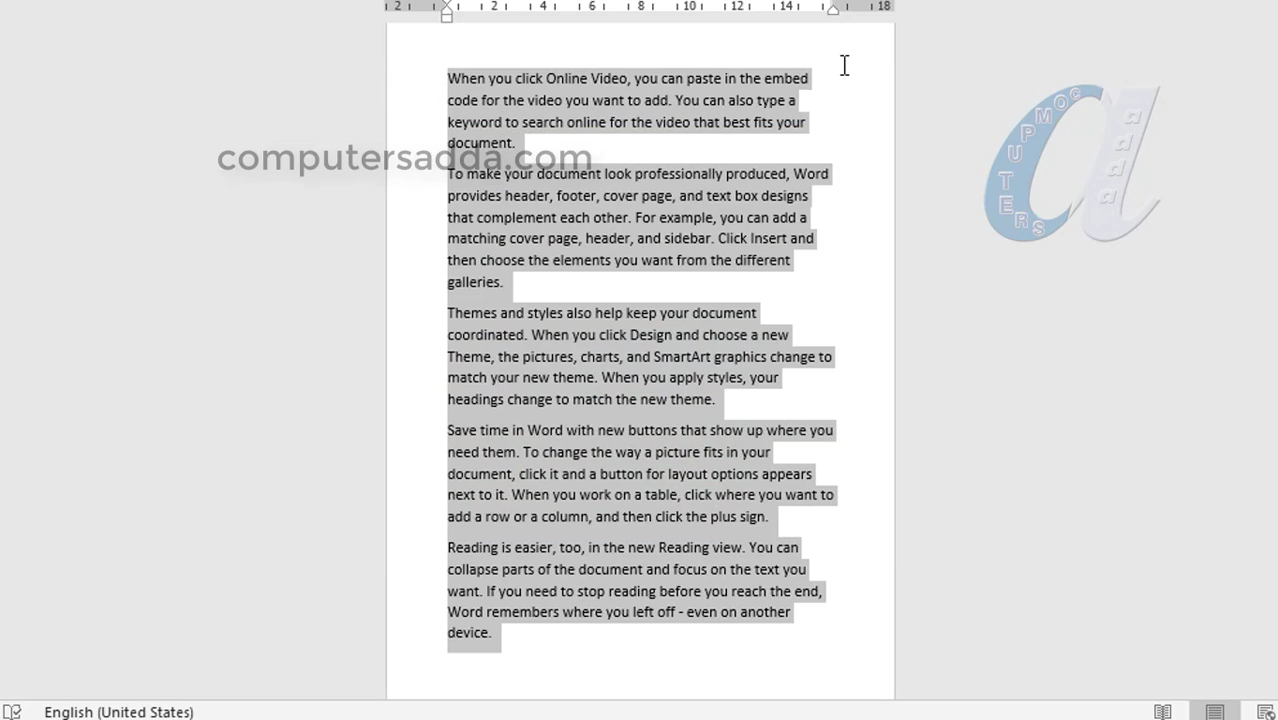 2 2 4 6 8 10 12 14 18
When you click Online Video, you can paste in the embed
code for the video you want to add. You can also type a
keyword to search online for the video that best fits your
document.
computersadda.com
To make your document look professionally produced, Word
provides header, footer, cover page, and text box designs
that complement each other. For example, you can add a
matching cover page, header, and sidebar. Click Insert and
then choose the elements you want from the different
galleries.
Themes and styles also help keep your document
coordinated. When you click Design and choose a new
Theme, the pictures, charts, and SmartArt graphics change to
match your new theme. When you apply styles, your
headings change to match the new theme.
Save time in Word with new buttons that show up where you
need them. To change the way a picture fits in your
document, click it and a button for layout options appears
next to it. When you work on a table, click where you want to
add a row or a column, and then click the plus sign.
Reading is easier, too, in the new Reading view. You can
collapse parts of the document and focus on the text you
want. If you need to stop reading before you reach the end,
Word remembers where you left off - even on another
device.
COMPUTERS
adda
English (United States)